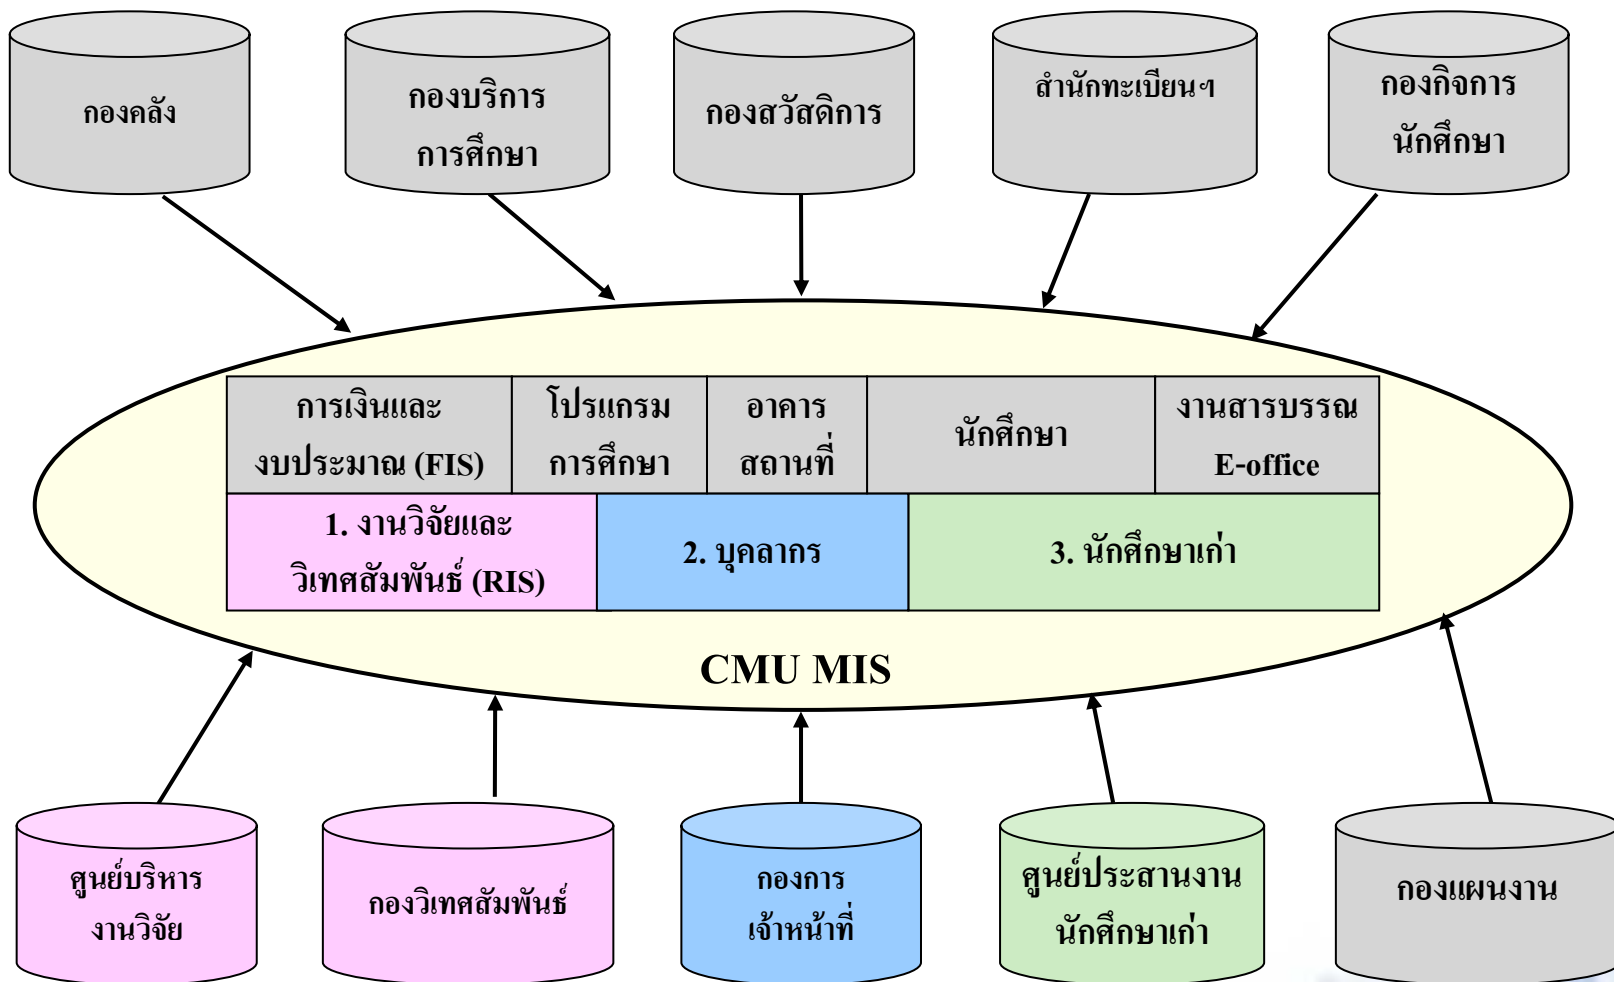 กองคลัง
กองบริการ
การศึกษา
กองสวัสดิการ
สำนักทะเบียนฯ
กองกิจการ
นักศึกษา
การเงินและ
งบประมาณ (FIS)
โปรแกรม
การศึกษา
อาคาร
สถานที่
นักศึกษา
งานสารบรรณ
E-office
1. งานวิจัยและ
วิเทศสัมพันธ์ (RIS)
2. บุคลากร
3. นักศึกษาเก่า
CMU MIS
ศูนย์บริหาร
งานวิจัย
กองวิเทศสัมพันธ์
กองการ
เจ้าหน้าที่
ศูนย์ประสานงาน
นักศึกษาเก่า
กองแผนงาน